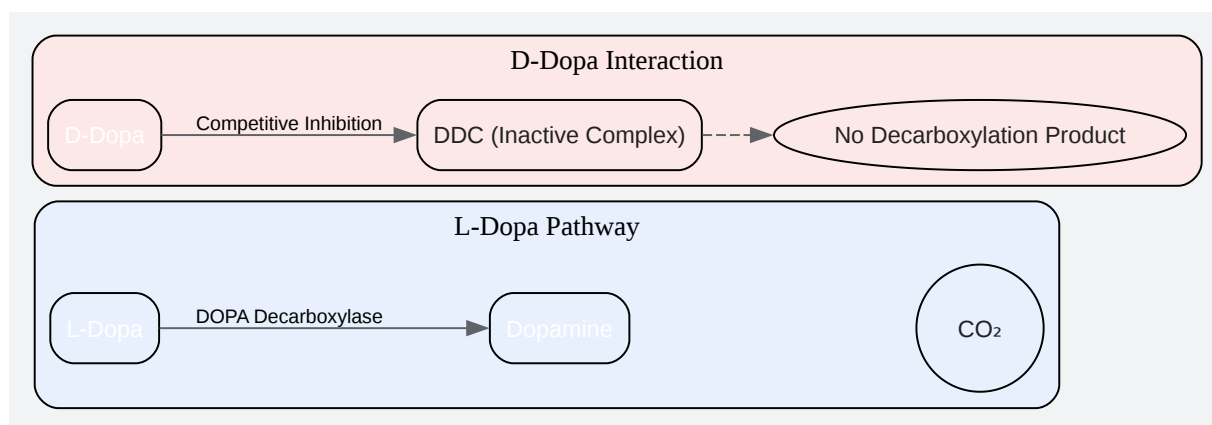 D-Dopa Interaction
D-Dopa
Competitive Inhibition
DDC (Inactive Complex)
No Decarboxylation Product
L-Dopa Pathway
L-Dopa
DOPA Decarboxylase
Dopamine
CO₂